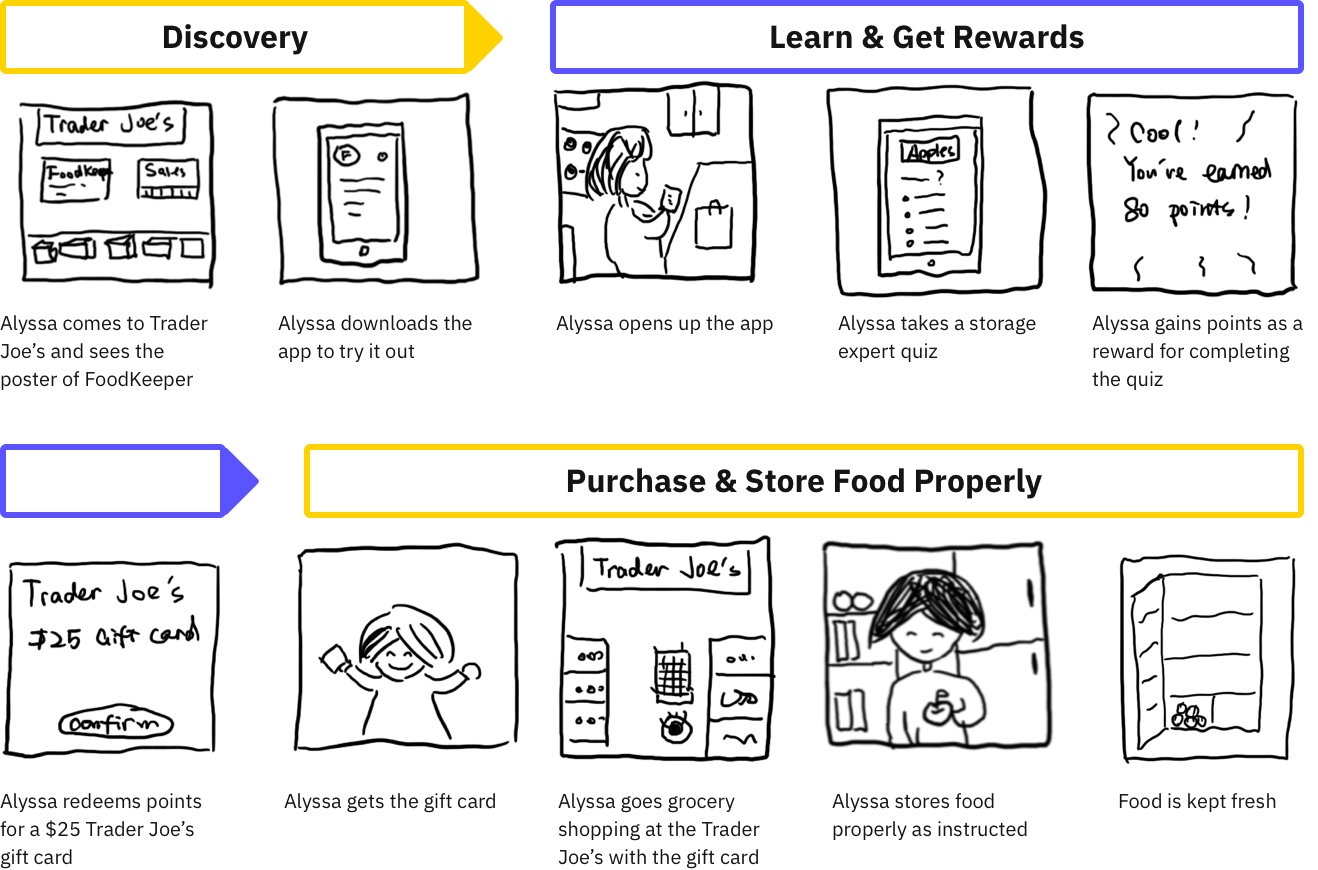 Discovery
Learn & Get Rewards
Trader Joe's
FoodKeep
Sales
F
Apples
?
Cool!
You've earned
80 points!
Alyssa comes to Trader
Joe's and sees the
poster of FoodKeeper
Alyssa downloads the
app to try it out
Alyssa opens up the app
Alyssa takes a storage
expert quiz
Alyssa gains points as a
reward for completing
the quiz
Purchase & Store Food Properly
Trader Joe's
$25 Gift Card
Confirm
Trader Joe's
Alyssa redeems points
for a $25 Trader Joe's
gift card
Alyssa gets the gift card
Alyssa goes grocery
shopping at the Trader
Joe's with the gift card
Alyssa stores food
properly as instructed
Food is kept fresh